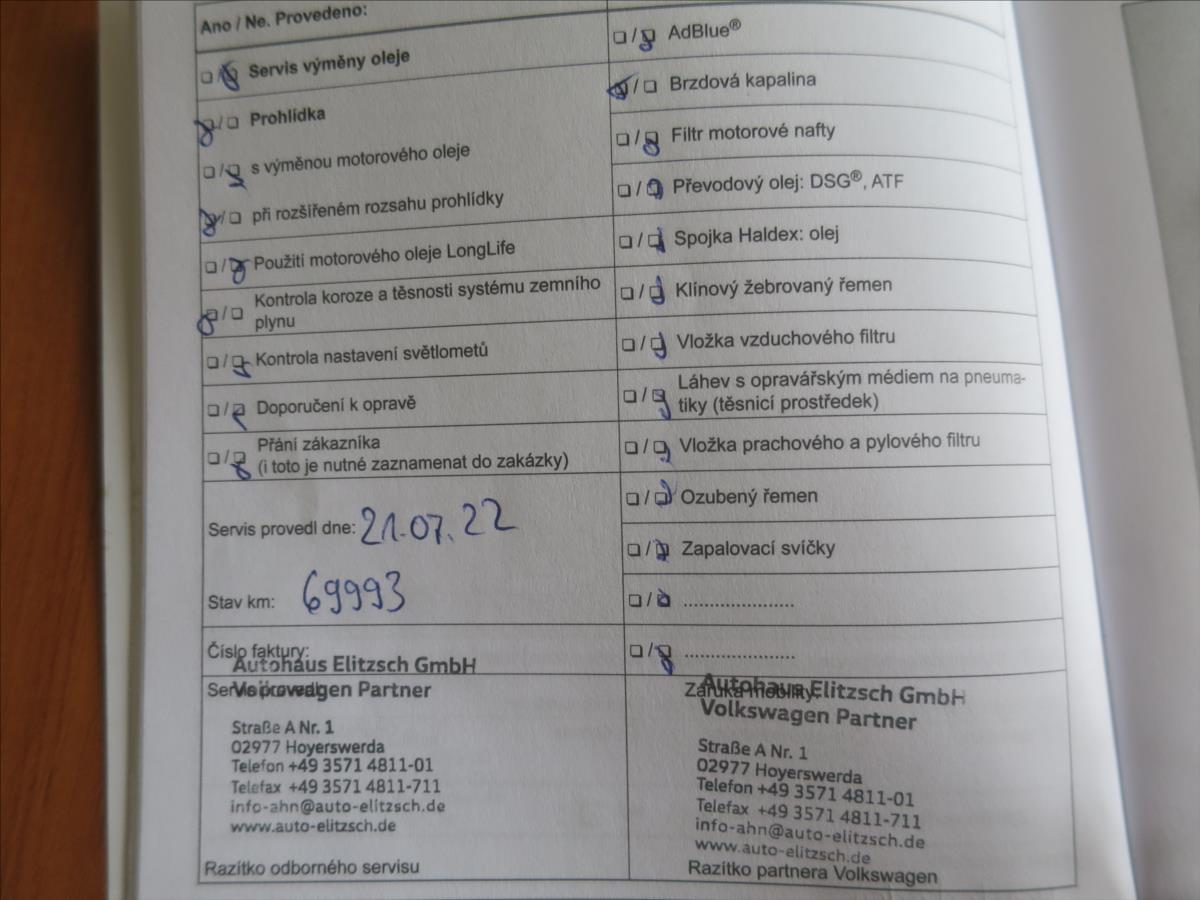 Ano / Ne. Provedeno:
❏ / ❏ Servis výměny oleje
❏ / ❏ Prohlídka
❏ / ❏ s výměnou motorového oleje
❏ / ❏ při rozšířeném rozsahu prohlídky
❏ / ❏ Použití motorového oleje LongLife
❏ / ❏ Kontrola koroze a těsnosti systému zemního
plynu
❏ / ❏ Kontrola nastavení světlometů
❏ / ❏ Doporučení k opravě
❏ / ❏ Přání zákazníka
(i toto je nutné zaznamenat do zakázky)
Servis provedl dne: 21.07.22
Stav km: 69993
Číslo faktury:
Servis provedl:
Autohaus Elitzsch GmbH
Volkswagen Partner
Straße A Nr. 1
02977 Hoyerswerda
Telefon +49 3571 4811-01
Telefax +49 3571 4811-711
info-ahn@auto-elitzsch.de
www.auto-elitzsch.de
Razítko odborného servisu
❏ / ❏ AdBlue®
❏ / ❏ Brzdová kapalina
❏ / ❏ Filtr motorové nafty
❏ / ❏ Převodový olej: DSG®, ATF
❏ / ❏ Spojka Haldex: olej
❏ / ❏ Klínový žebrovaný řemen
❏ / ❏ Vložka vzduchového filtru
❏ / ❏ Láhev s opravářským médiem na pneuma-
tiky (těsnicí prostředek)
❏ / ❏ Vložka prachového a pylového filtru
❏ / ❏ Ozubený řemen
❏ / ❏ Zapalovací svíčky
❏ / ❏ .....................
❏ / ❏ .....................
Záruka mobility:
Autohaus Elitzsch GmbH
Volkswagen Partner
Straße A Nr. 1
02977 Hoyerswerda
Telefon +49 3571 4811-01
Telefax +49 3571 4811-711
info-ahn@auto-elitzsch.de
www.auto-elitzsch.de
Razítko partnera Volkswagen